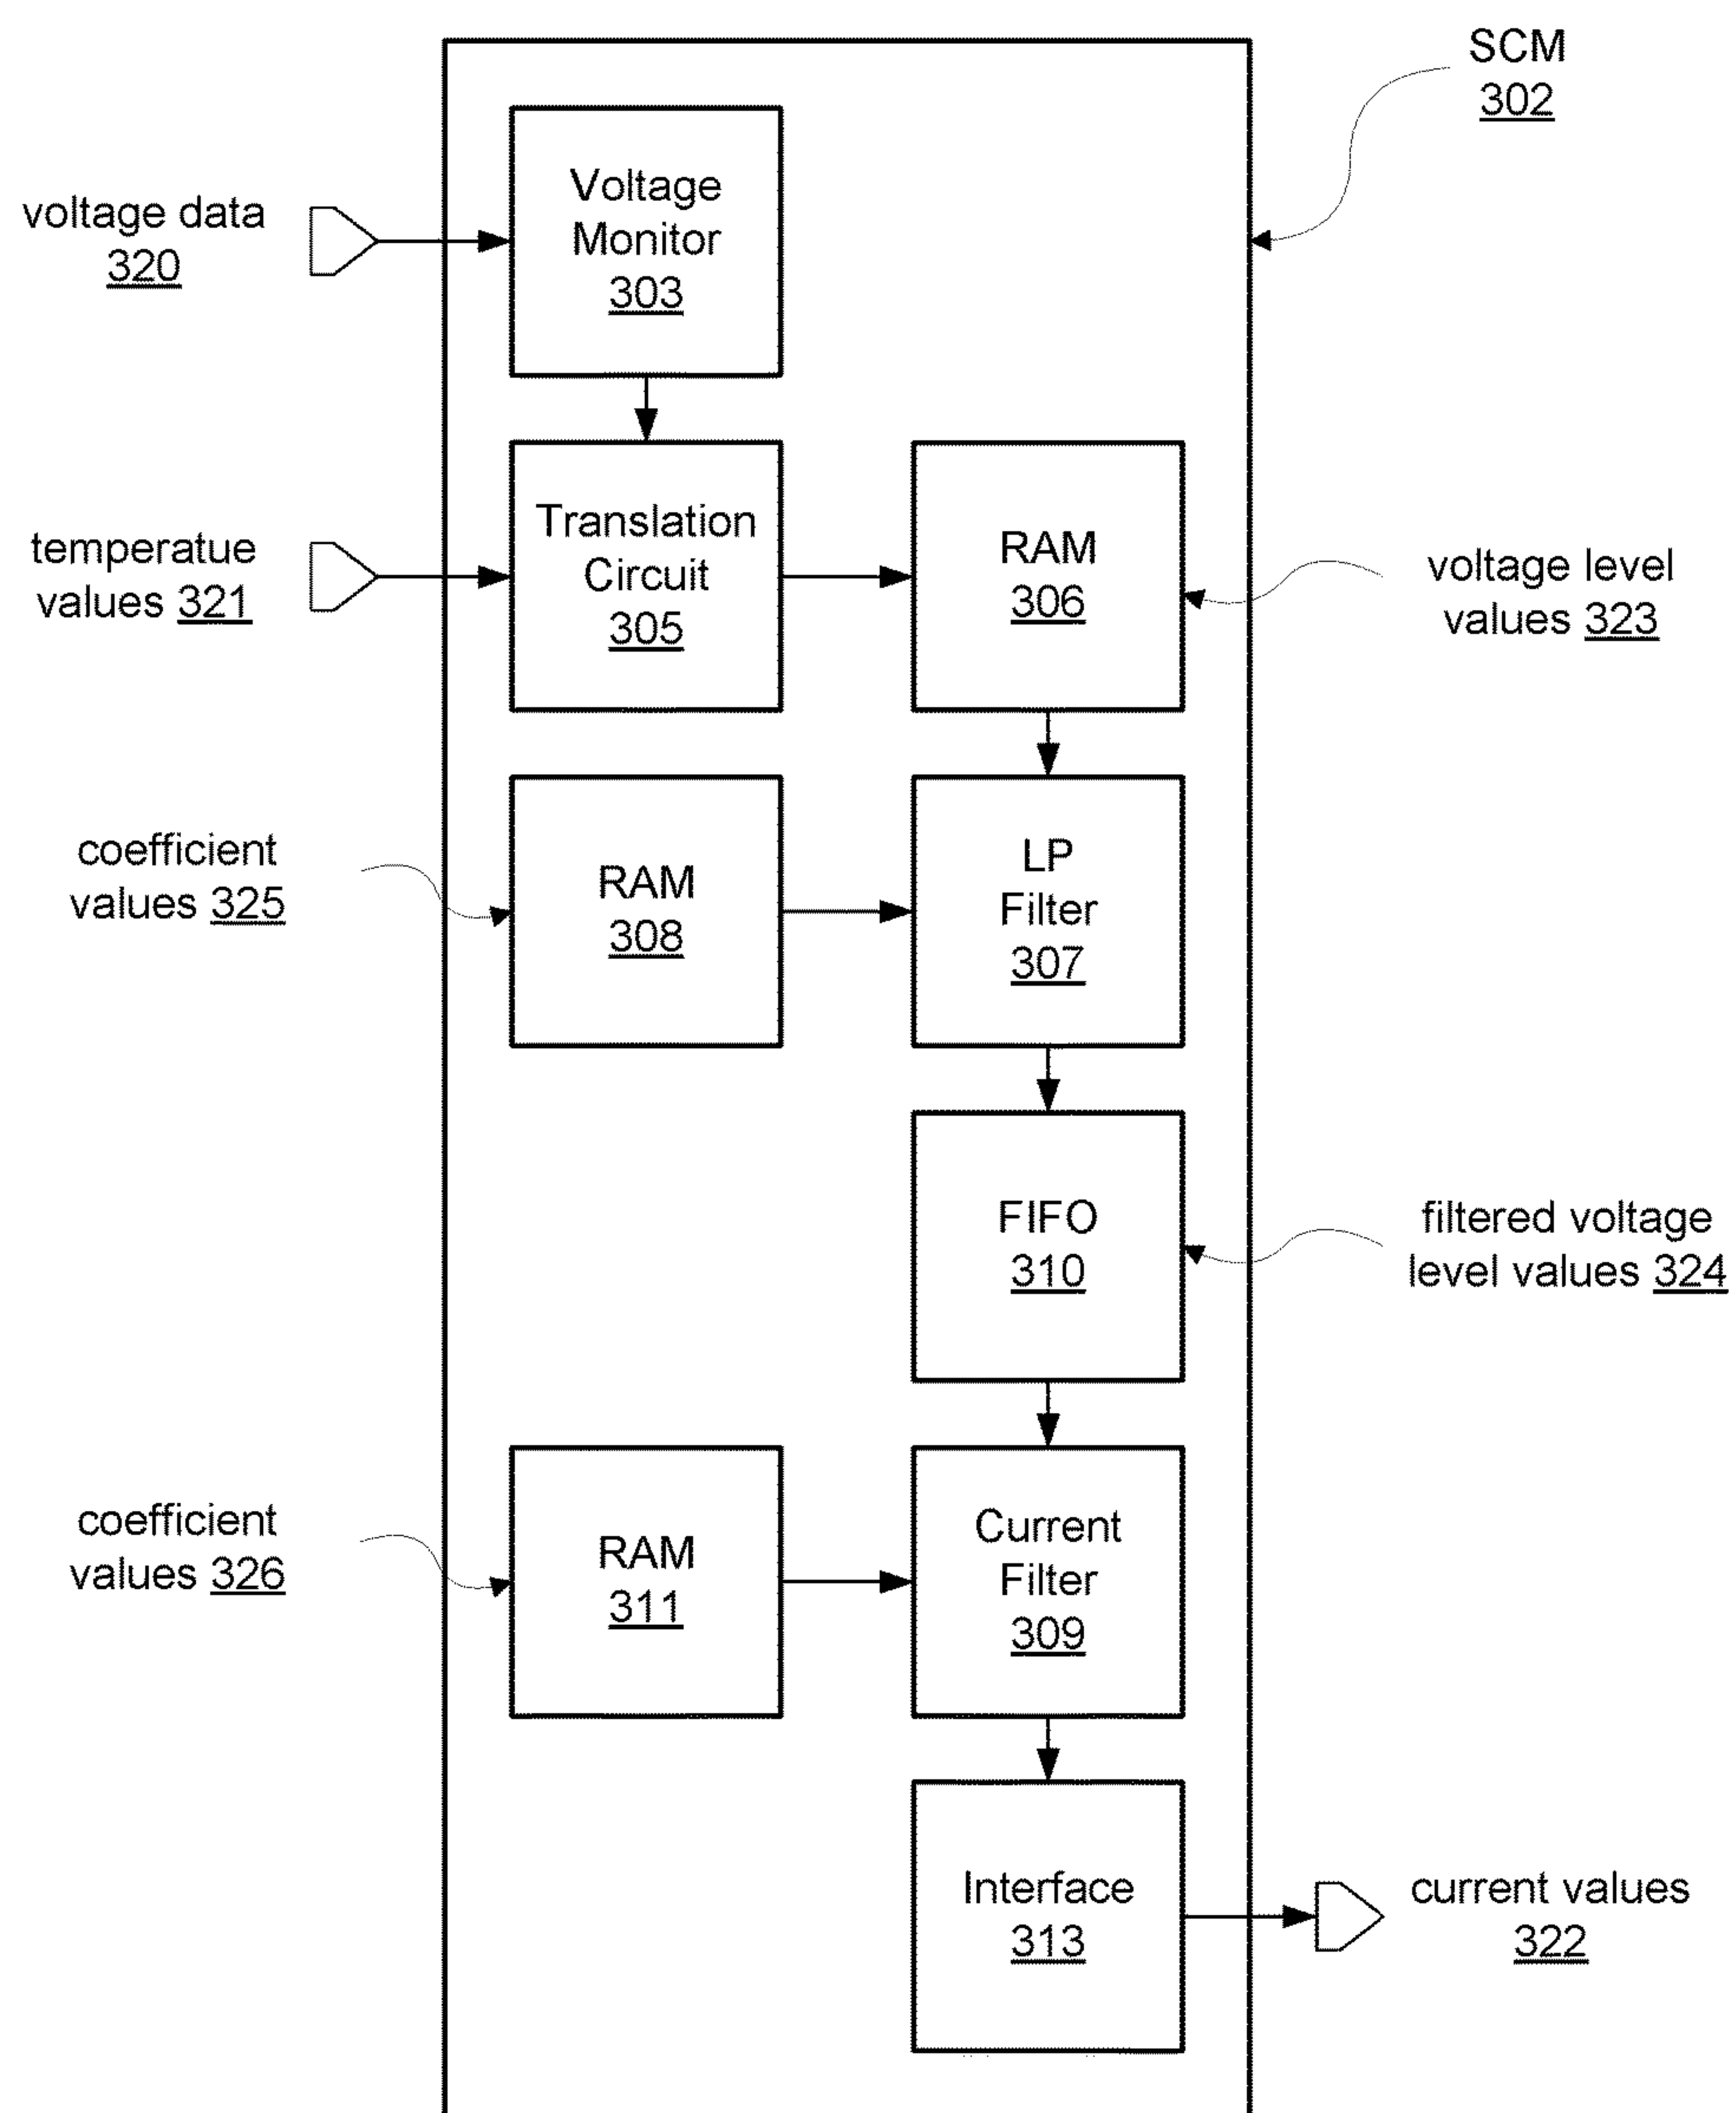 SCM
302
Voltage
Monitor
303
voltage data
320
Translation
Circuit
305
temperatue
values 321
RAM
306
voltage level
values 323
coefficient
values 325
RAM
308
LP
Filter
307
FIFO
310
filtered voltage
level values 324
coefficient
values 326
RAM
311
Current
Filter
309
Interface
313
current values
322